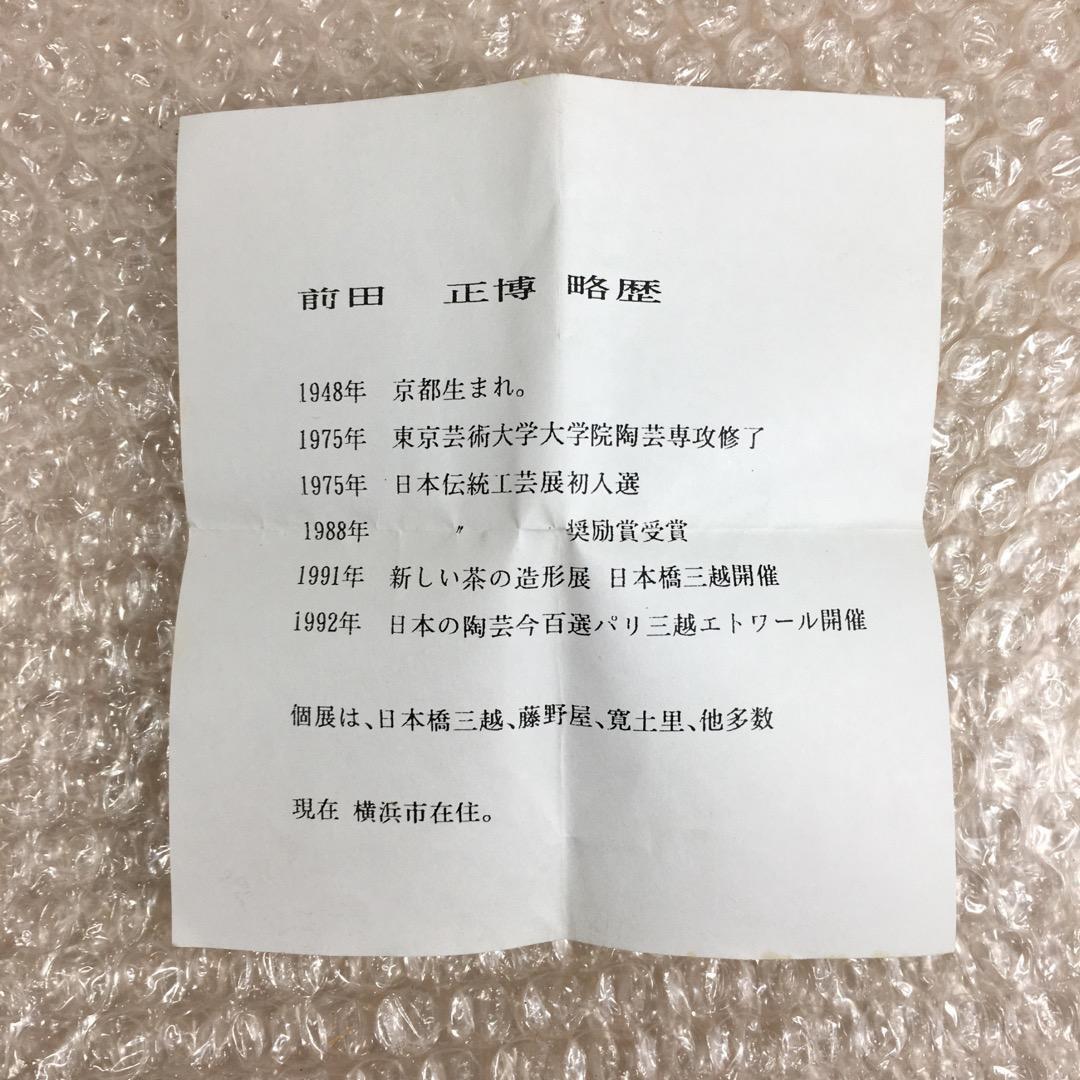 前田　正博 略歴
1948年　京都生まれ。
1975年　東京芸術大学大学院陶芸専攻修了
1975年　日本伝統工芸展初入選
1988年　　〃　　　奨励賞受賞
1991年　新しい茶の造形展 日本橋三越開催
1992年　日本の陶芸今百選パリ三越エトワール開催
個展は、日本橋三越、藤野屋、寛土里、他多数
現在 横浜市在住。